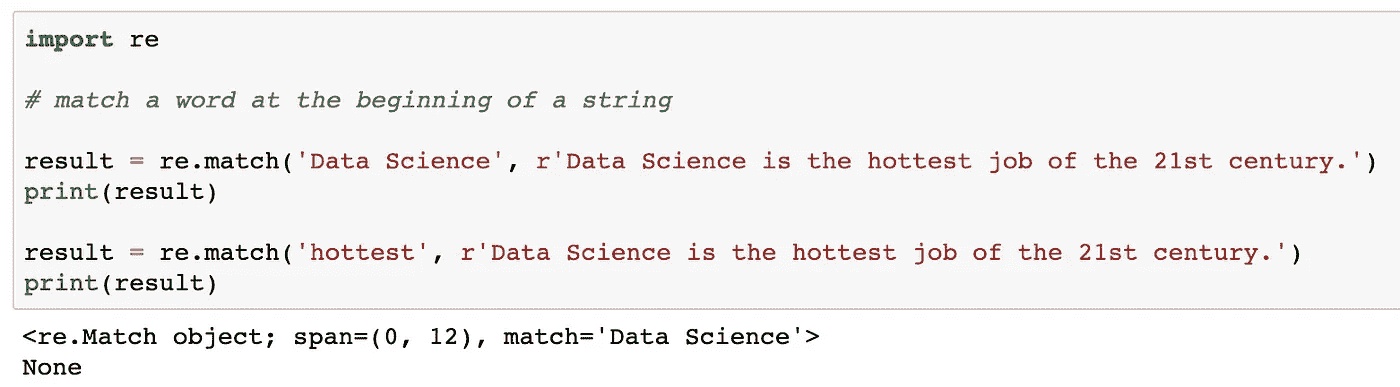 import re
# match a word at the beginning of a string
result = re.match('Data Science', r'Data Science is the hottest job of the 21st century.')
print(result)
result = re.match('hottest', r'Data Science is the hottest job of the 21st century.')
print(result)
<re.Match object; span=(0, 12), match='Data Science'>
None